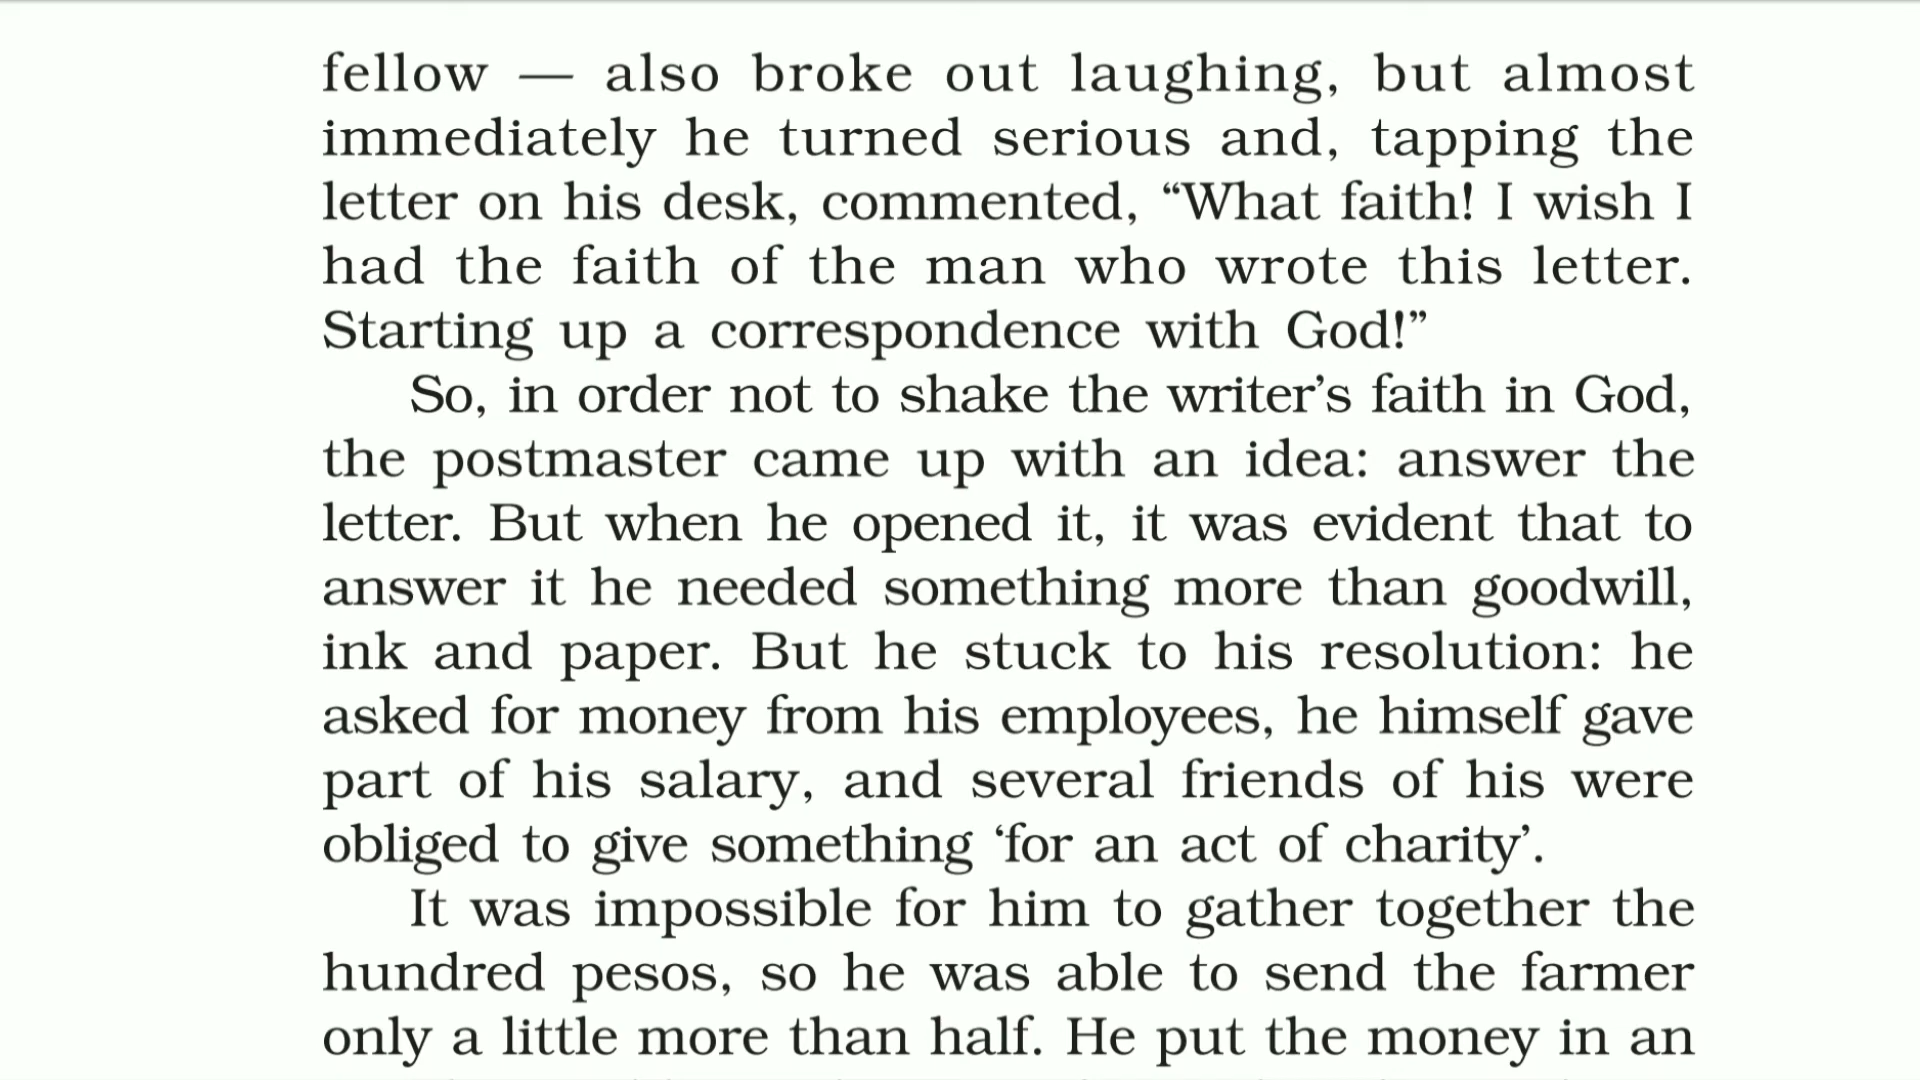 fellow — also broke out laughing, but almost
immediately he turned serious and, tapping the
letter on his desk, commented, “What faith! I wish I
had the faith of the man who wrote this letter.
Starting up a correspondence with God!”
So, in order not to shake the writer’s faith in God,
the postmaster came up with an idea: answer the
letter. But when he opened it, it was evident that to
answer it he needed something more than goodwill,
ink and paper. But he stuck to his resolution: he
asked for money from his employees, he himself gave
part of his salary, and several friends of his were
obliged to give something ‘for an act of charity’.
It was impossible for him to gather together the
hundred pesos, so he was able to send the farmer
only a little more than half. He put the money in an